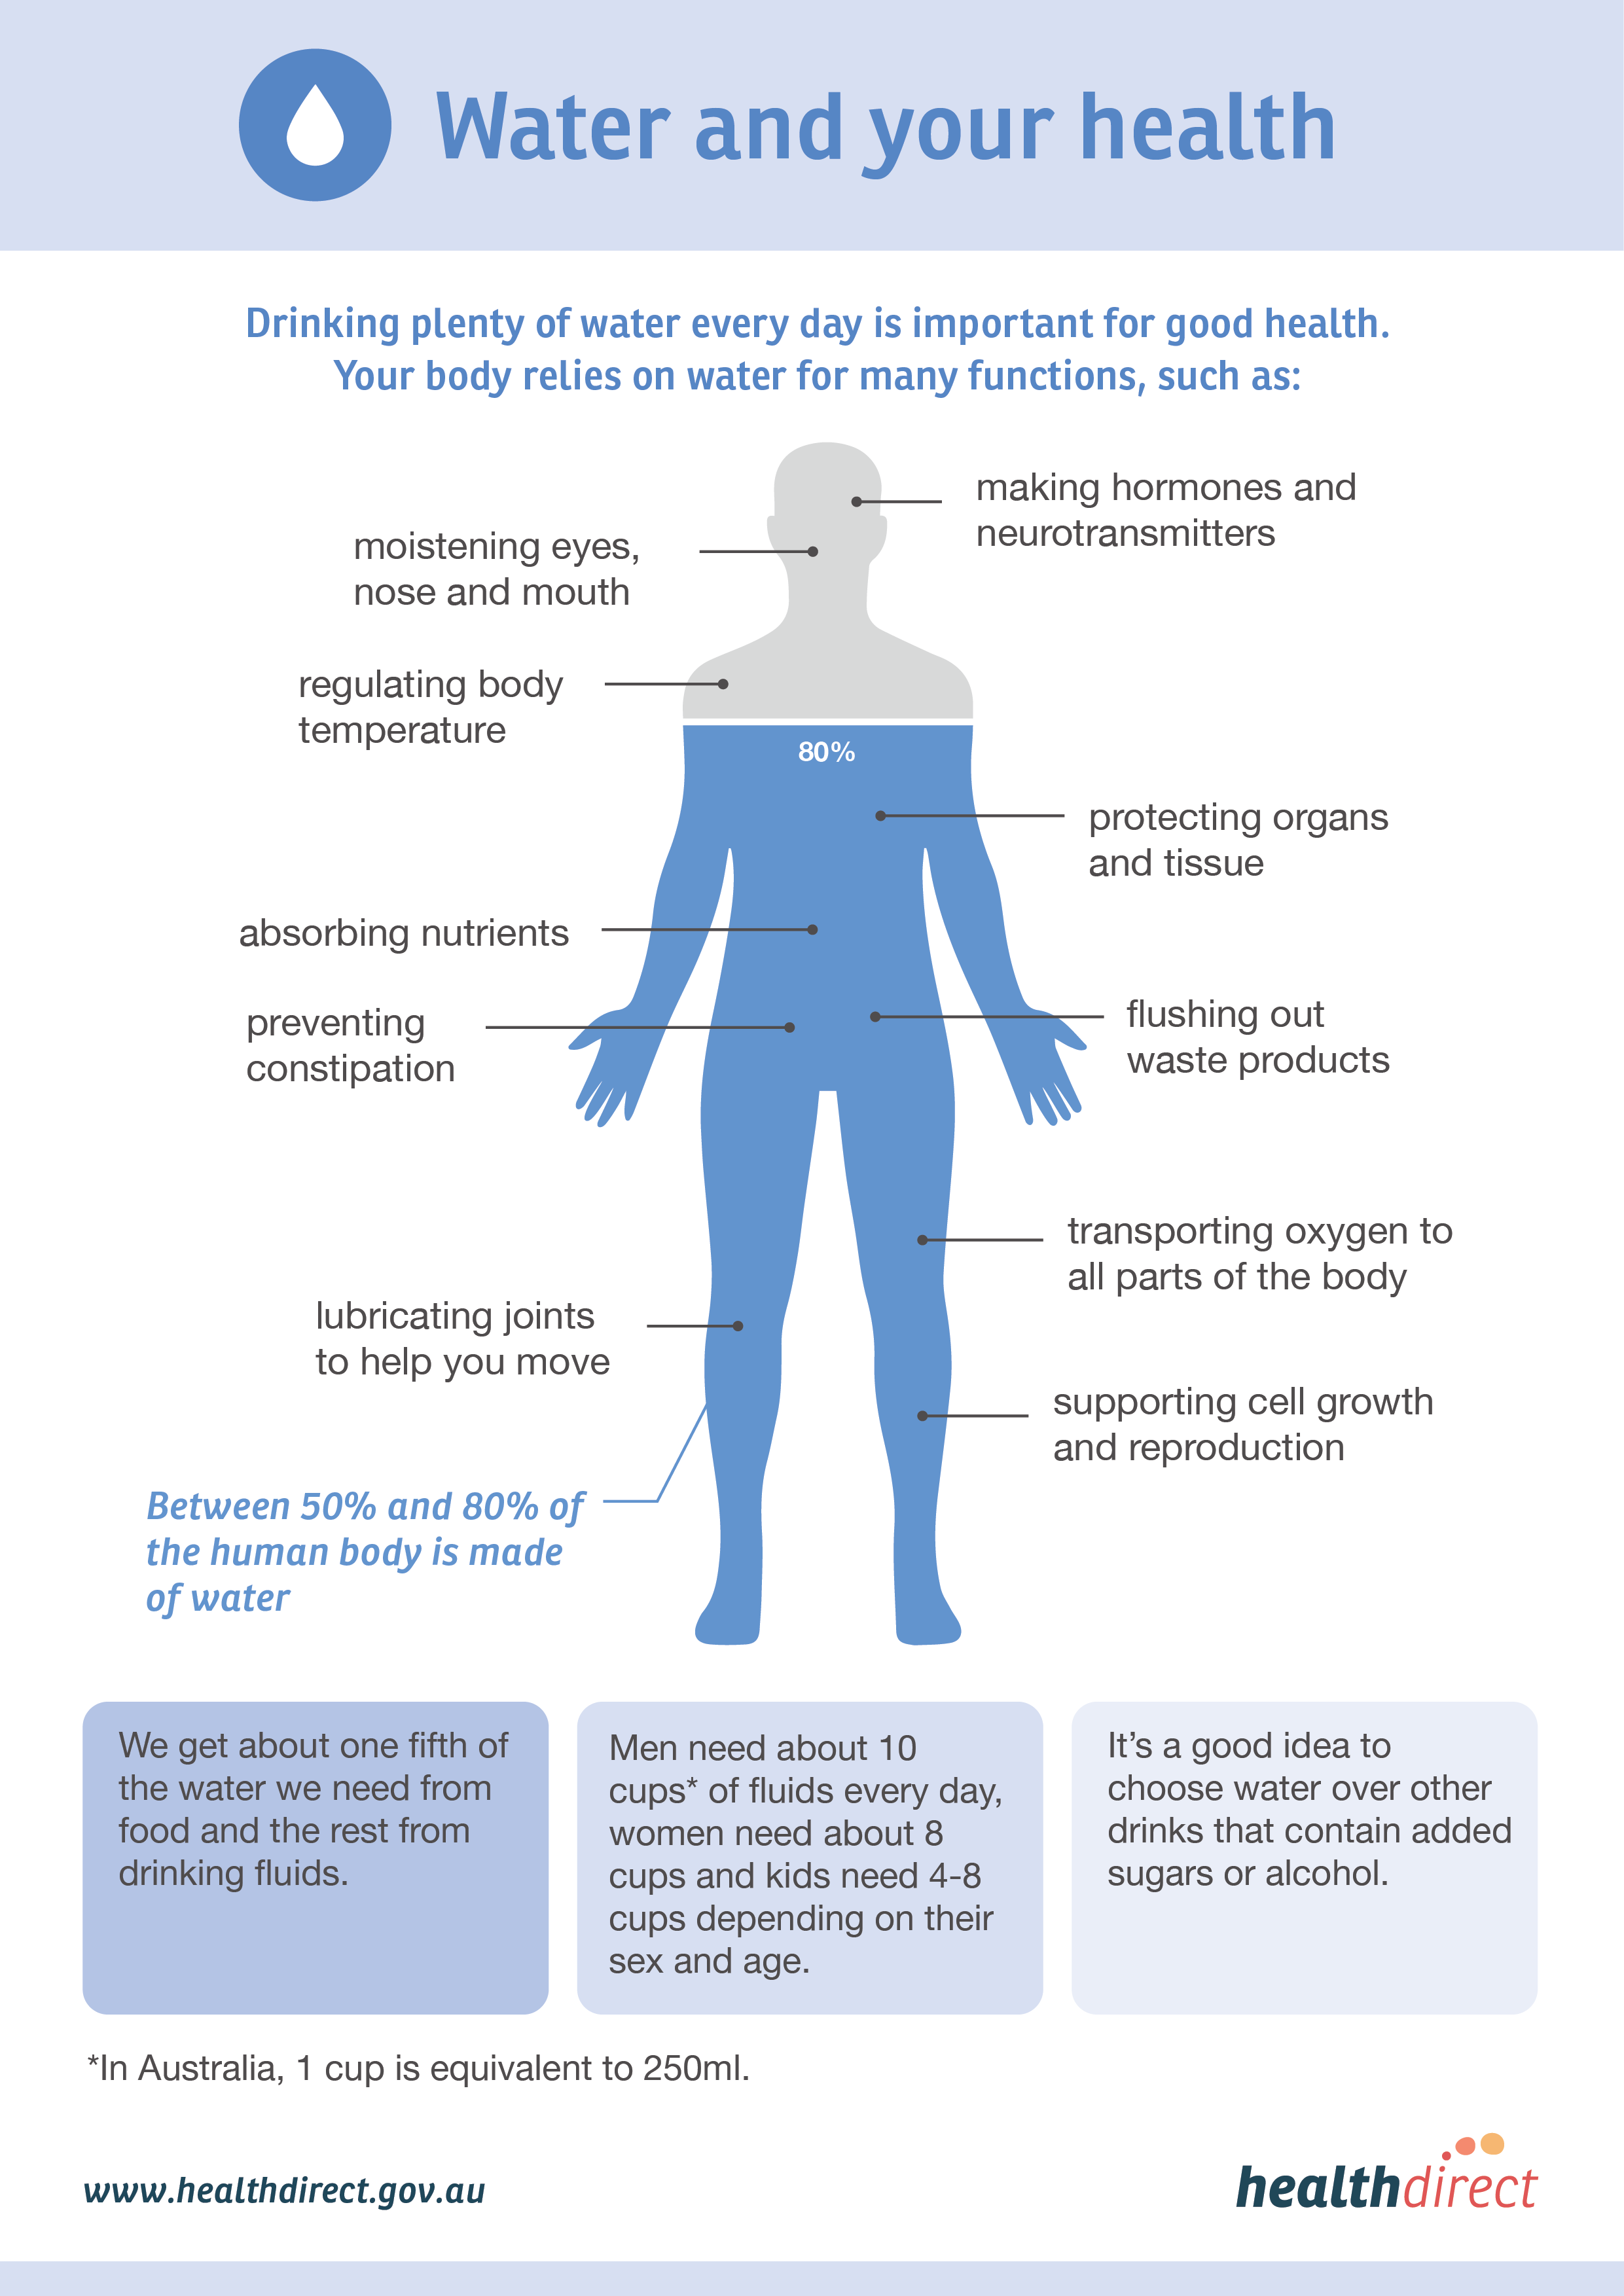 Water and your health
Drinking plenty of water every day is important for good health.
Your body relies on water for many functions, such as:
making hormones and
neurotransmitters
moistening eyes,
nose and mouth
regulating body
temperature
80%
protecting organs
and tissue
absorbing nutrients
preventing
constipation
flushing out
waste products
transporting oxygen to
all parts of the body
lubricating joints
to help you move
supporting cell growth
and reproduction
Between 50% and 80% of
the human body is made
of water
We get about one fifth of
the water we need from
food and the rest from
drinking fluids.
Men need about 10
cups* of fluids every day,
women need about 8
cups and kids need 4-8
cups depending on their
sex and age.
It’s a good idea to
choose water over other
drinks that contain added
sugars or alcohol.
*In Australia, 1 cup is equivalent to 250ml.
www.healthdirect.gov.au
healthdirect